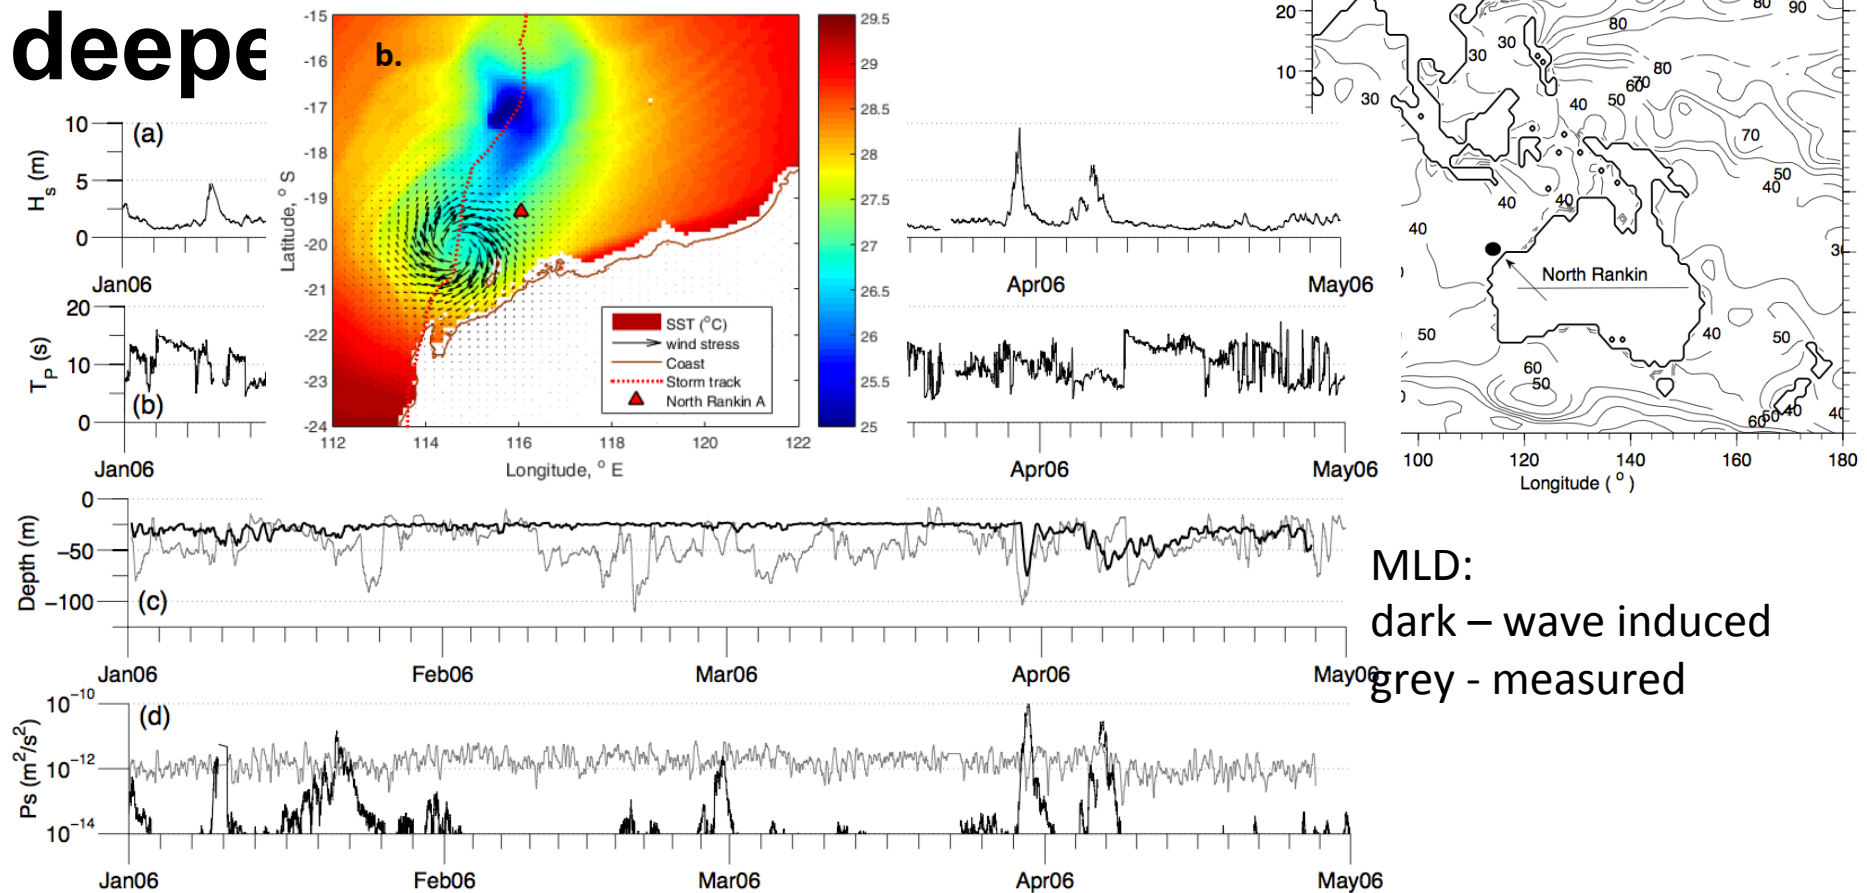 deepe
b.
-15
-16
-17
-18
-19
-20
-21
-22
-23
-24
Latitude, ° S
112
114
116
118
120
122
Longitude, ° E
SST (°C)
wind stress
Coast
Storm track
North Rankin A
29.5
29
28.5
28
27.5
27
26.5
26
25.5
25
(a)
10
5
0
Hs (m)
Jan06
Apr06
May06
20
10
0
TP (s)
(b)
Jan06
Apr06
May06
20
10
30
30
30
80
80
90
80
70
60
50
40
70
50
40
40
40
40
30
North Rankin
50
40
50
60
50
60
50
40
40
100
120
140
160
180
Longitude ( ° )
0
−50
−100
Depth (m)
(c)
Jan06
Feb06
Mar06
Apr06
May06
MLD:
dark – wave induced
grey - measured
10−10
10−12
10−14
Ps (m2/s2)
(d)
Jan06
Feb06
Mar06
Apr06
May06